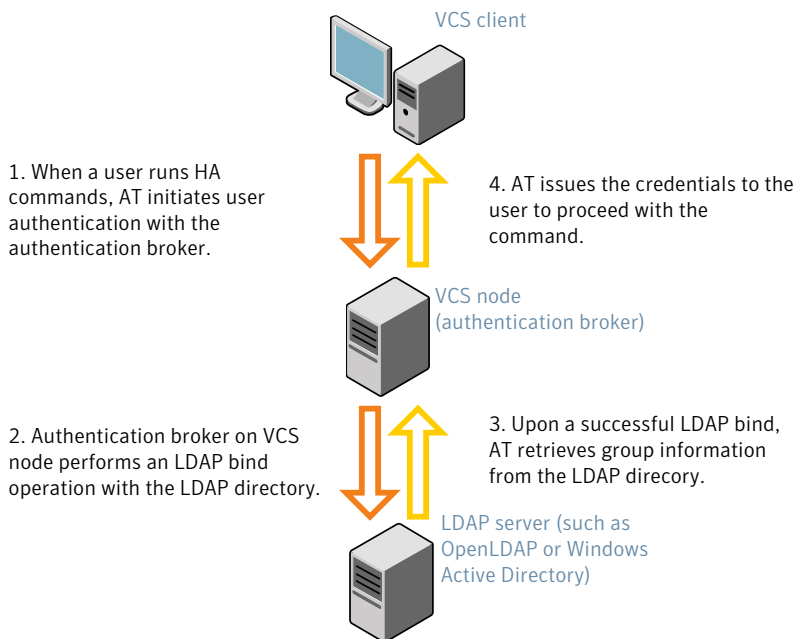 VCS client
1. When a user runs HA
commands, AT initiates user
authentication with the
authentication broker.
4. AT issues the credentials to the
user to proceed with the
command.
VCS node
(authentication broker)
2. Authentication broker on VCS
node performs an LDAP bind
operation with the LDAP directory.
3. Upon a successful LDAP bind,
AT retrieves group information
from the LDAP direcory.
LDAP server (such as
OpenLDAP or Windows
Active Directory)